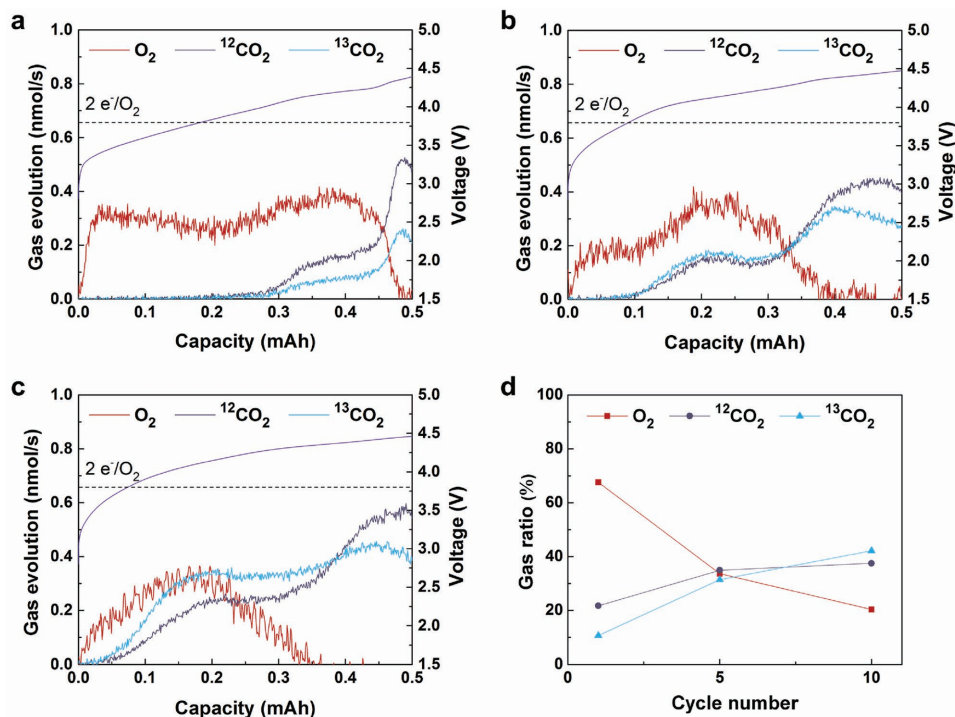 a
O₂ ¹²CO₂ ¹³CO₂
2 e⁻/O₂
Gas evolution (nmol/s)
1.0
0.8
0.6
0.4
0.2
0.0
0.0 0.1 0.2 0.3 0.4 0.5
Capacity (mAh)
5.0
4.5
4.0
3.5
3.0
2.5
2.0
1.5
Voltage (V)
b
O₂ ¹²CO₂ ¹³CO₂
2 e⁻/O₂
Gas evolution (nmol/s)
1.0
0.8
0.6
0.4
0.2
0.0
0.0 0.1 0.2 0.3 0.4 0.5
Capacity (mAh)
5.0
4.5
4.0
3.5
3.0
2.5
2.0
1.5
Voltage (V)
c
O₂ ¹²CO₂ ¹³CO₂
2 e⁻/O₂
Gas evolution (nmol/s)
1.0
0.8
0.6
0.4
0.2
0.0
0.0 0.1 0.2 0.3 0.4 0.5
Capacity (mAh)
5.0
4.5
4.0
3.5
3.0
2.5
2.0
1.5
Voltage (V)
d
O₂ ¹²CO₂ ¹³CO₂
Gas ratio (%)
100
80
60
40
20
0
0 5 10
Cycle number